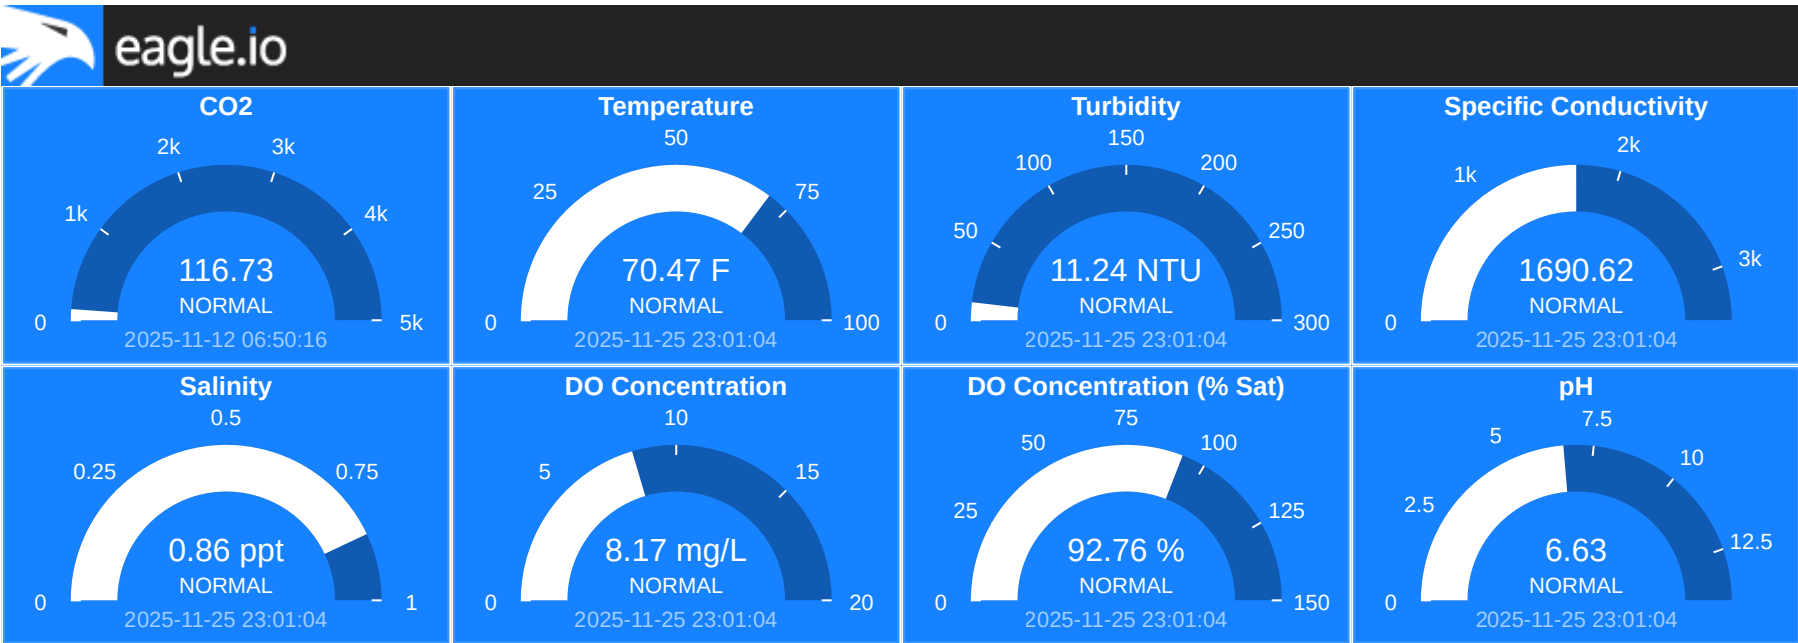 eagle.io
CO2
0
1k
2k
3k
4k
5k
116.73
NORMAL
2025-11-12 06:50:16
Temperature
0
25
50
75
100
70.47 F
NORMAL
2025-11-25 23:01:04
Turbidity
0
50
100
150
200
250
300
11.24 NTU
NORMAL
2025-11-25 23:01:04
Specific Conductivity
0
1k
2k
3k
1690.62
NORMAL
2025-11-25 23:01:04
Salinity
0
0.25
0.5
0.75
1
0.86 ppt
NORMAL
2025-11-25 23:01:04
DO Concentration
0
5
10
15
20
8.17 mg/L
NORMAL
2025-11-25 23:01:04
DO Concentration (% Sat)
0
25
50
75
100
125
150
92.76 %
NORMAL
2025-11-25 23:01:04
pH
0
2.5
5
7.5
10
12.5
6.63
NORMAL
2025-11-25 23:01:04